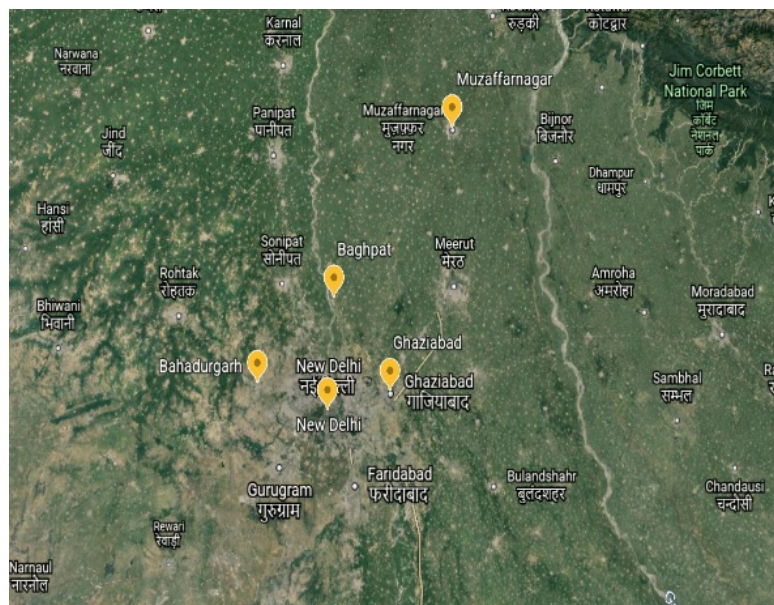 Karnal
करनाल
रुड़की
कोटद्वार
Narwana
नरवाना
Muzaffarnagar
Jim Corbett
National Park
जिम
कॉर्बेट
नेशनल
पार्क
Panipat
पानीपत
Muzaffarnagar
मुज़फ़्फ़र
नगर
Bijnor
बिजनौर
Jind
जींद
Dhampur
धामपुर
Hansi
हांसी
Sonipat
सोनीपत
Baghpat
Meerut
मेरठ
Rohtak
रोहतक
Amroha
अमरोहा
Moradabad
मुरादाबाद
Bhiwani
भिवानी
Ghaziabad
Bahadurgarh
New Delhi
New Delhi
Ghaziabad
गाजियाबाद
Sambhal
सम्भल
Gurugram
गुरुग्राम
Faridabad
फरीदाबाद
Bulandshahr
बुलंदशहर
Chandausi
चन्दौसी
Rewari
रेवाड़ी
Narnaul
नारनोल